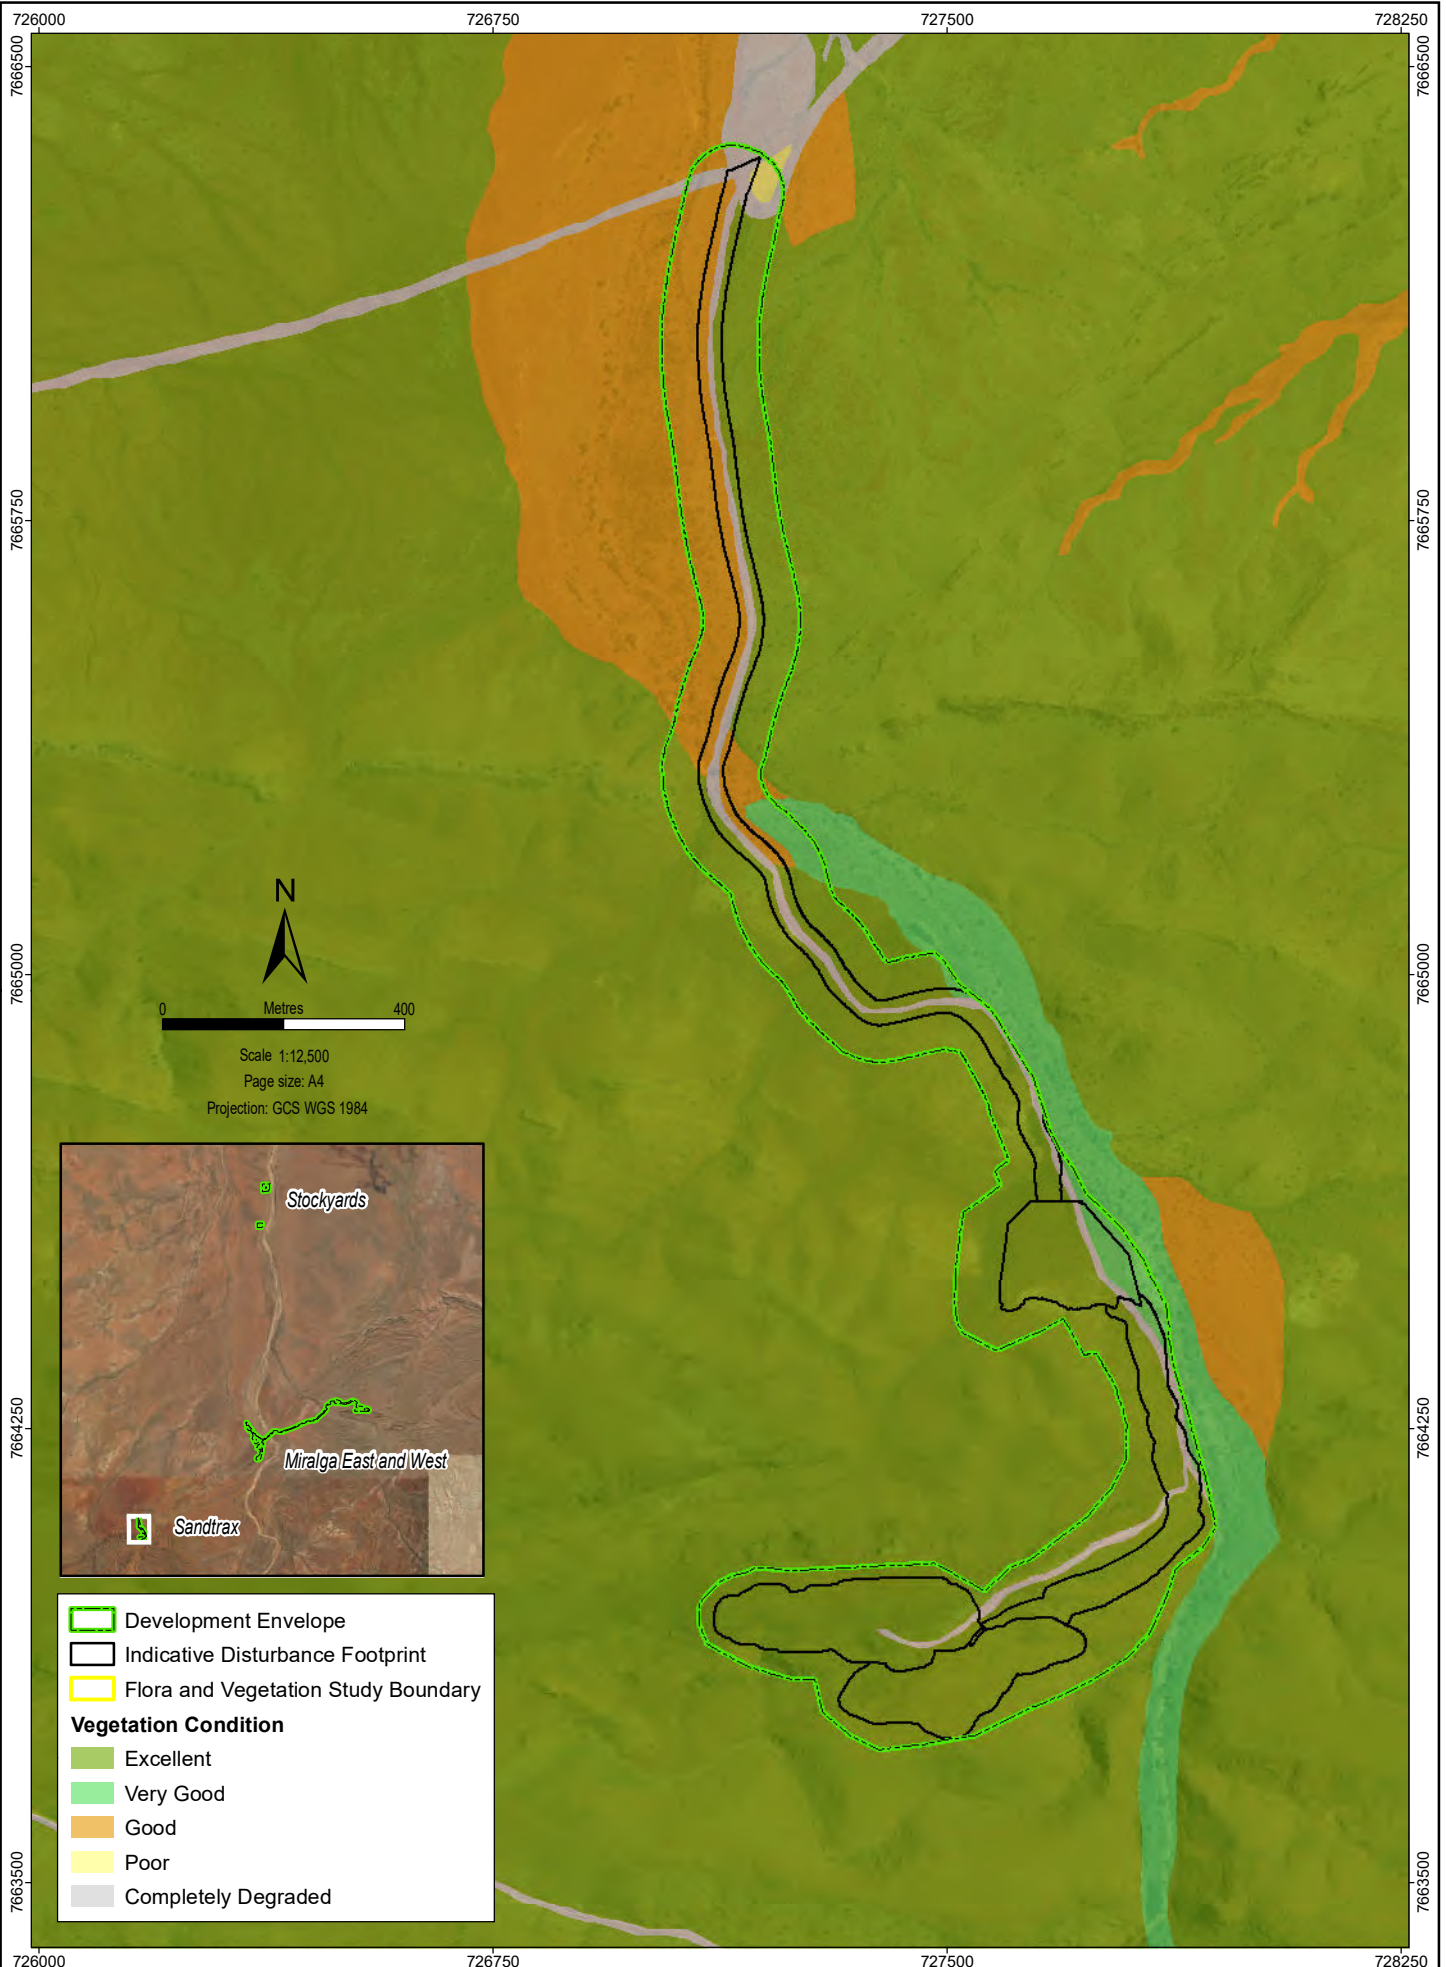 726000 726750 727500 728250
7666500 7666500
7665750 7665750
7665000 7665000
7664250 7664250
7663500 7663500
N
0 Metres 400
Scale 1:12,500
Page size: A4
Projection: GCS WGS 1984
Stockyards
Miralga East and West
Sandtrax
Development Envelope
Indicative Disturbance Footprint
Flora and Vegetation Study Boundary
Vegetation Condition
Excellent
Very Good
Good
Poor
Completely Degraded
726000 726750 727500 728250